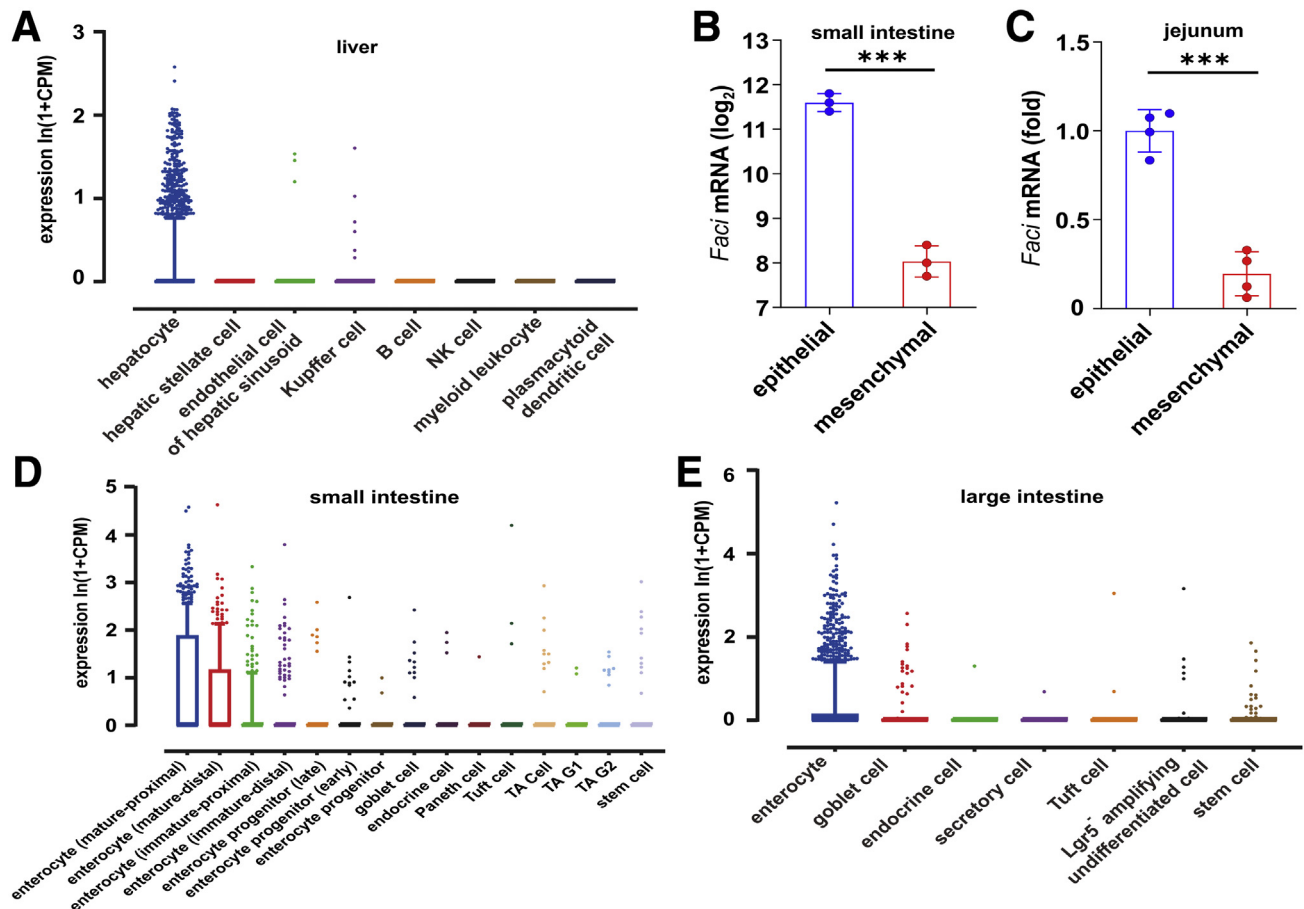 A
liver
expression ln(1+CPM)
3
2
1
0
hepatocyte
hepatic stellate cell
endothelial cell
of hepatic sinusoid
Kupffer cell
B cell
NK cell
myeloid leukocyte
plasmacytoid
dendritic cell
B
small intestine
***
Faci mRNA (log2)
13
12
11
10
9
8
7
epithelial
mesenchymal
C
jejunum
***
Faci mRNA (fold)
1.5
1.0
0.5
0
epithelial
mesenchymal
D
small intestine
expression ln(1+CPM)
5
4
3
2
1
0
enterocyte (mature-proximal)
enterocyte (mature-distal)
enterocyte (immature-proximal)
enterocyte (immature-distal)
enterocyte progenitor (late)
enterocyte progenitor (early)
enterocyte progenitor
goblet cell
endocrine cell
Paneth cell
Tuft cell
TA Cell
TA G1
TA G2
stem cell
E
large intestine
expression ln(1+CPM)
6
4
2
0
enterocyte
goblet cell
endocrine cell
secretory cell
Tuft cell
Lgr5- amplifying
undifferentiated cell
stem cell